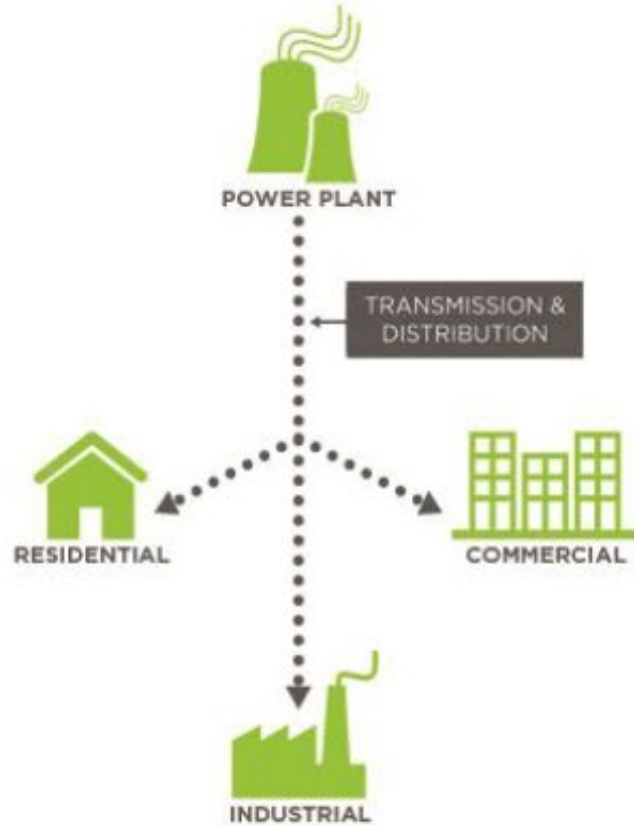 POWER PLANT
TRANSMISSION &
DISTRIBUTION
RESIDENTIAL
COMMERCIAL
INDUSTRIAL